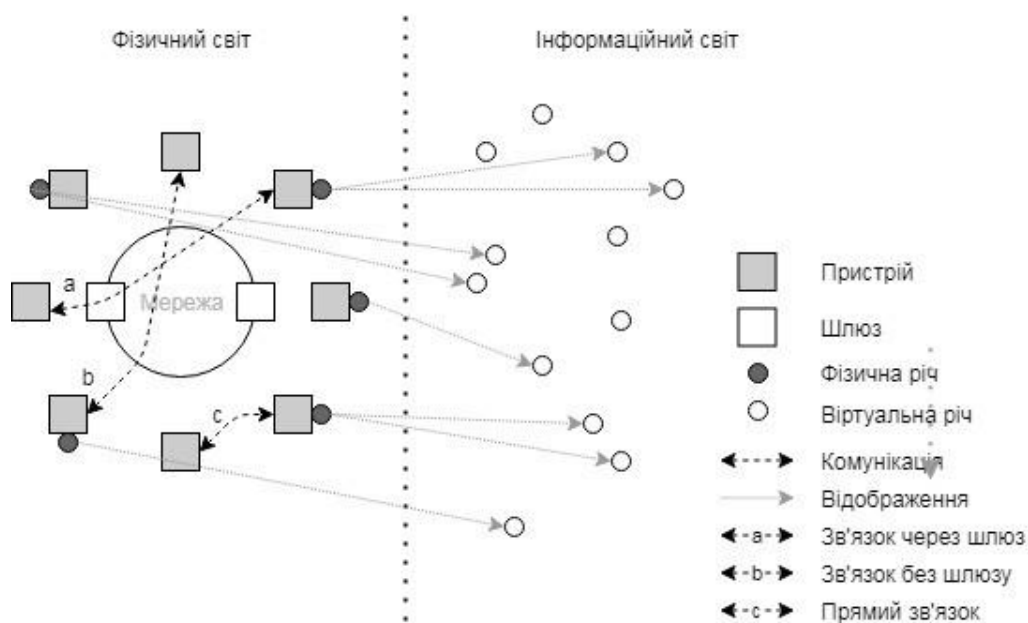 Фізичний світ
Інформаційний світ
a
Мережа
b
c
Пристрій
Шлюз
Фізична річ
Віртуальна річ
Комунікація
Відображення
a Зв'язок через шлюз
b Зв'язок без шлюзу
c Прямий зв'язок